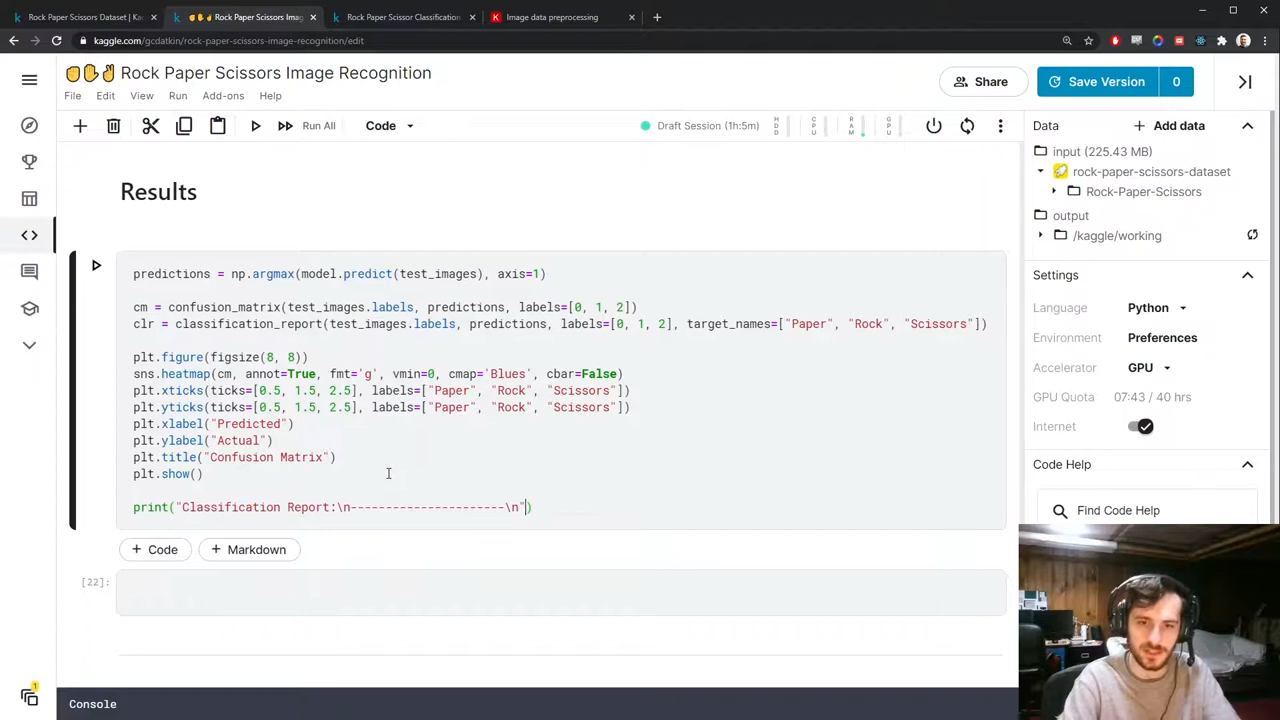 Rock Paper Scissors Dataset | Ka
Rock Paper Scissors Imag
Rock Paper Scissor Classification
Image data preprocessing
kaggle.com/gcdatkin/rock-paper-scissors-image-recognition/edit
✊✋✌ Rock Paper Scissors Image Recognition
Share
Save Version
0
File Edit View Run Add-ons Help
Run All
Code
Draft Session (1h:5m)
HDD
CPU
RAM
GPU
Data
Add data
input (225.43 MB)
rock-paper-scissors-dataset
Rock-Paper-Scissors
output
/kaggle/working
Settings
Language Python
Environment Preferences
Accelerator GPU
GPU Quota 07:43 / 40 hrs
Internet
Code Help
Find Code Help
Results
predictions = np.argmax(model.predict(test_images), axis=1)
cm = confusion_matrix(test_images.labels, predictions, labels=[0, 1, 2])
clr = classification_report(test_images.labels, predictions, labels=[0, 1, 2], target_names=["Paper", "Rock", "Scissors"])
plt.figure(figsize(8, 8))
sns.heatmap(cm, annot=True, fmt='g', vmin=0, cmap='Blues', cbar=False)
plt.xticks(ticks=[0.5, 1.5, 2.5], labels=["Paper", "Rock", "Scissors"])
plt.yticks(ticks=[0.5, 1.5, 2.5], labels=["Paper", "Rock", "Scissors"])
plt.xlabel("Predicted")
plt.ylabel("Actual")
plt.title("Confusion Matrix")
plt.show()
print("Classification Report:\n----------------------\n")
+ Code
+ Markdown
[22]:
Console
1